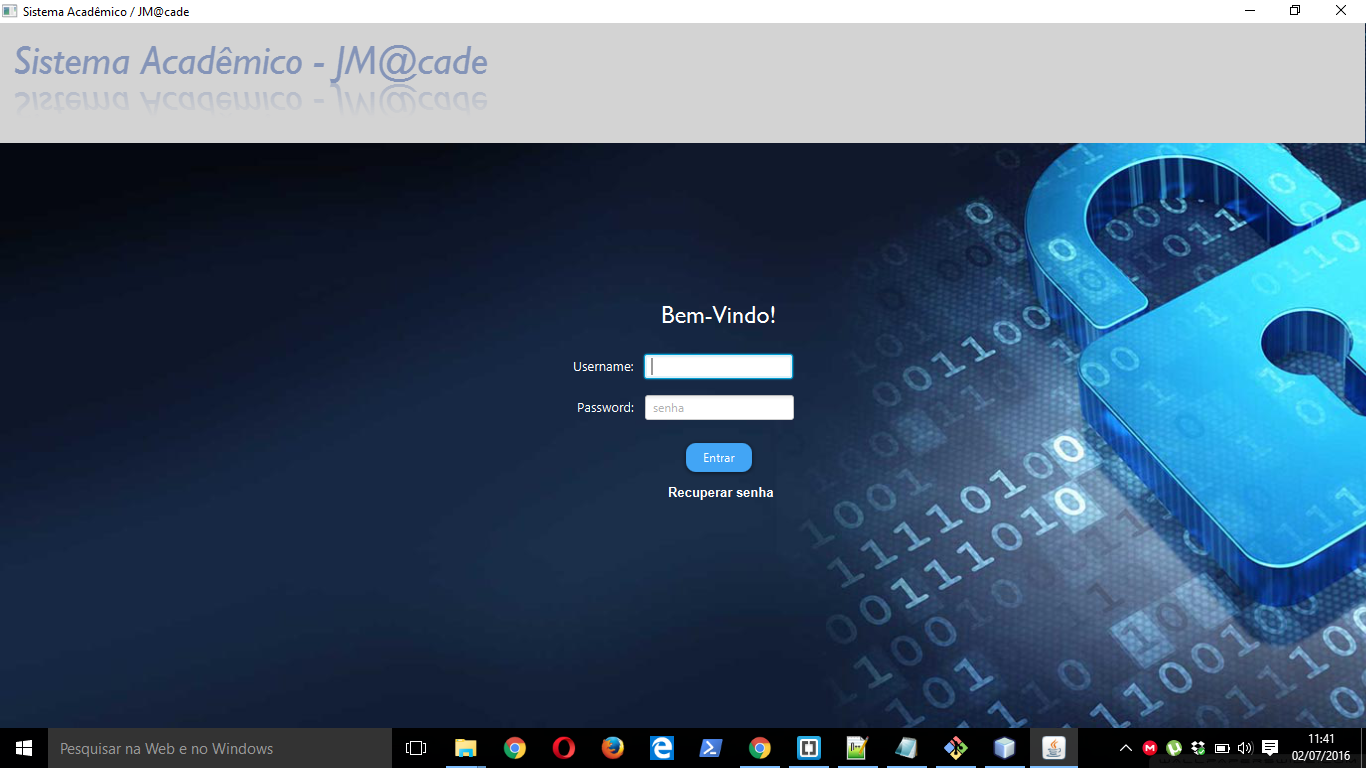 Sistema Acadêmico / JM@cade
Sistema Acadêmico - JM@cade
Bem-Vindo!
Username:
Password:
senha
Entrar
Recuperar senha
Pesquisar na Web e no Windows
11:41
02/07/2016